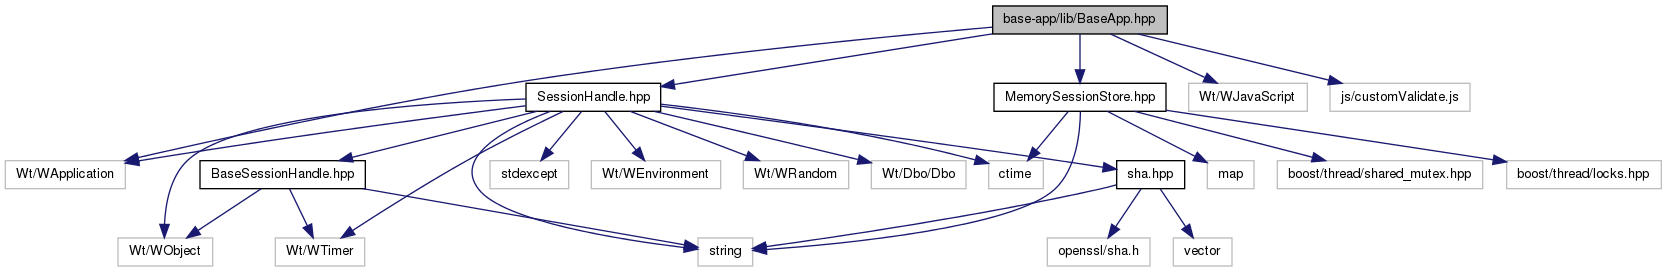 base-app/lib/BaseApp.hpp
SessionHandle.hpp
MemorySessionStore.hpp
Wt/WJavaScript
js/customValidate.js
Wt/WApplication
BaseSessionHandle.hpp
stdexcept
Wt/WEnvironment
Wt/WRandom
Wt/Dbo/Dbo
ctime
sha.hpp
map
boost/thread/shared_mutex.hpp
boost/thread/locks.hpp
Wt/WObject
Wt/WTimer
string
openssl/sha.h
vector